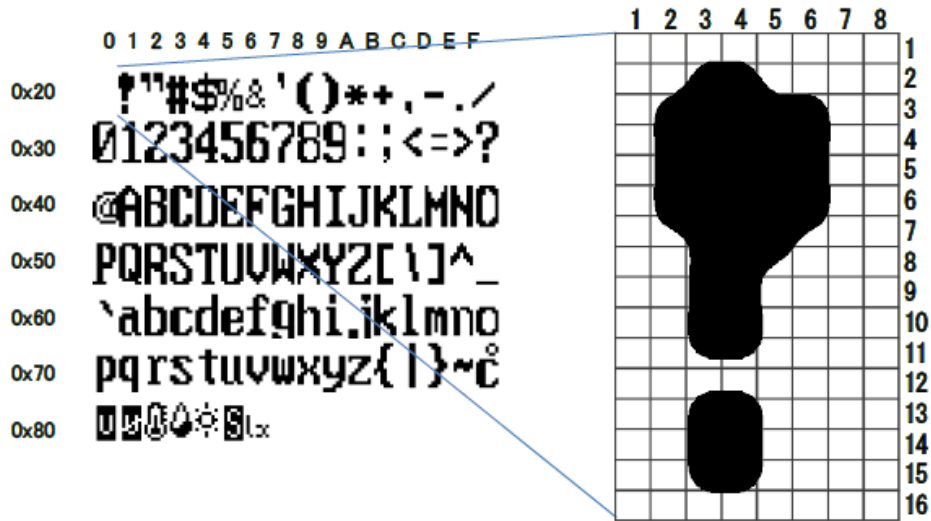 0 1 2 3 4 5 6 7 8 9 A B C D E F
0x20 !"#$%&'()*+,-./
0x30 0123456789:;<=>?
0x40 @ABCDEFGHIJKLMNO
0x50 PQRSTUVWXYZ[\]^_
0x60 `abcdefghijklmno
0x70 pqrstuvwxyz{|}~
0x80 U S lx
1 2 3 4 5 6 7 8
1
2
3
4
5
6
7
8
9
10
11
12
13
14
15
16